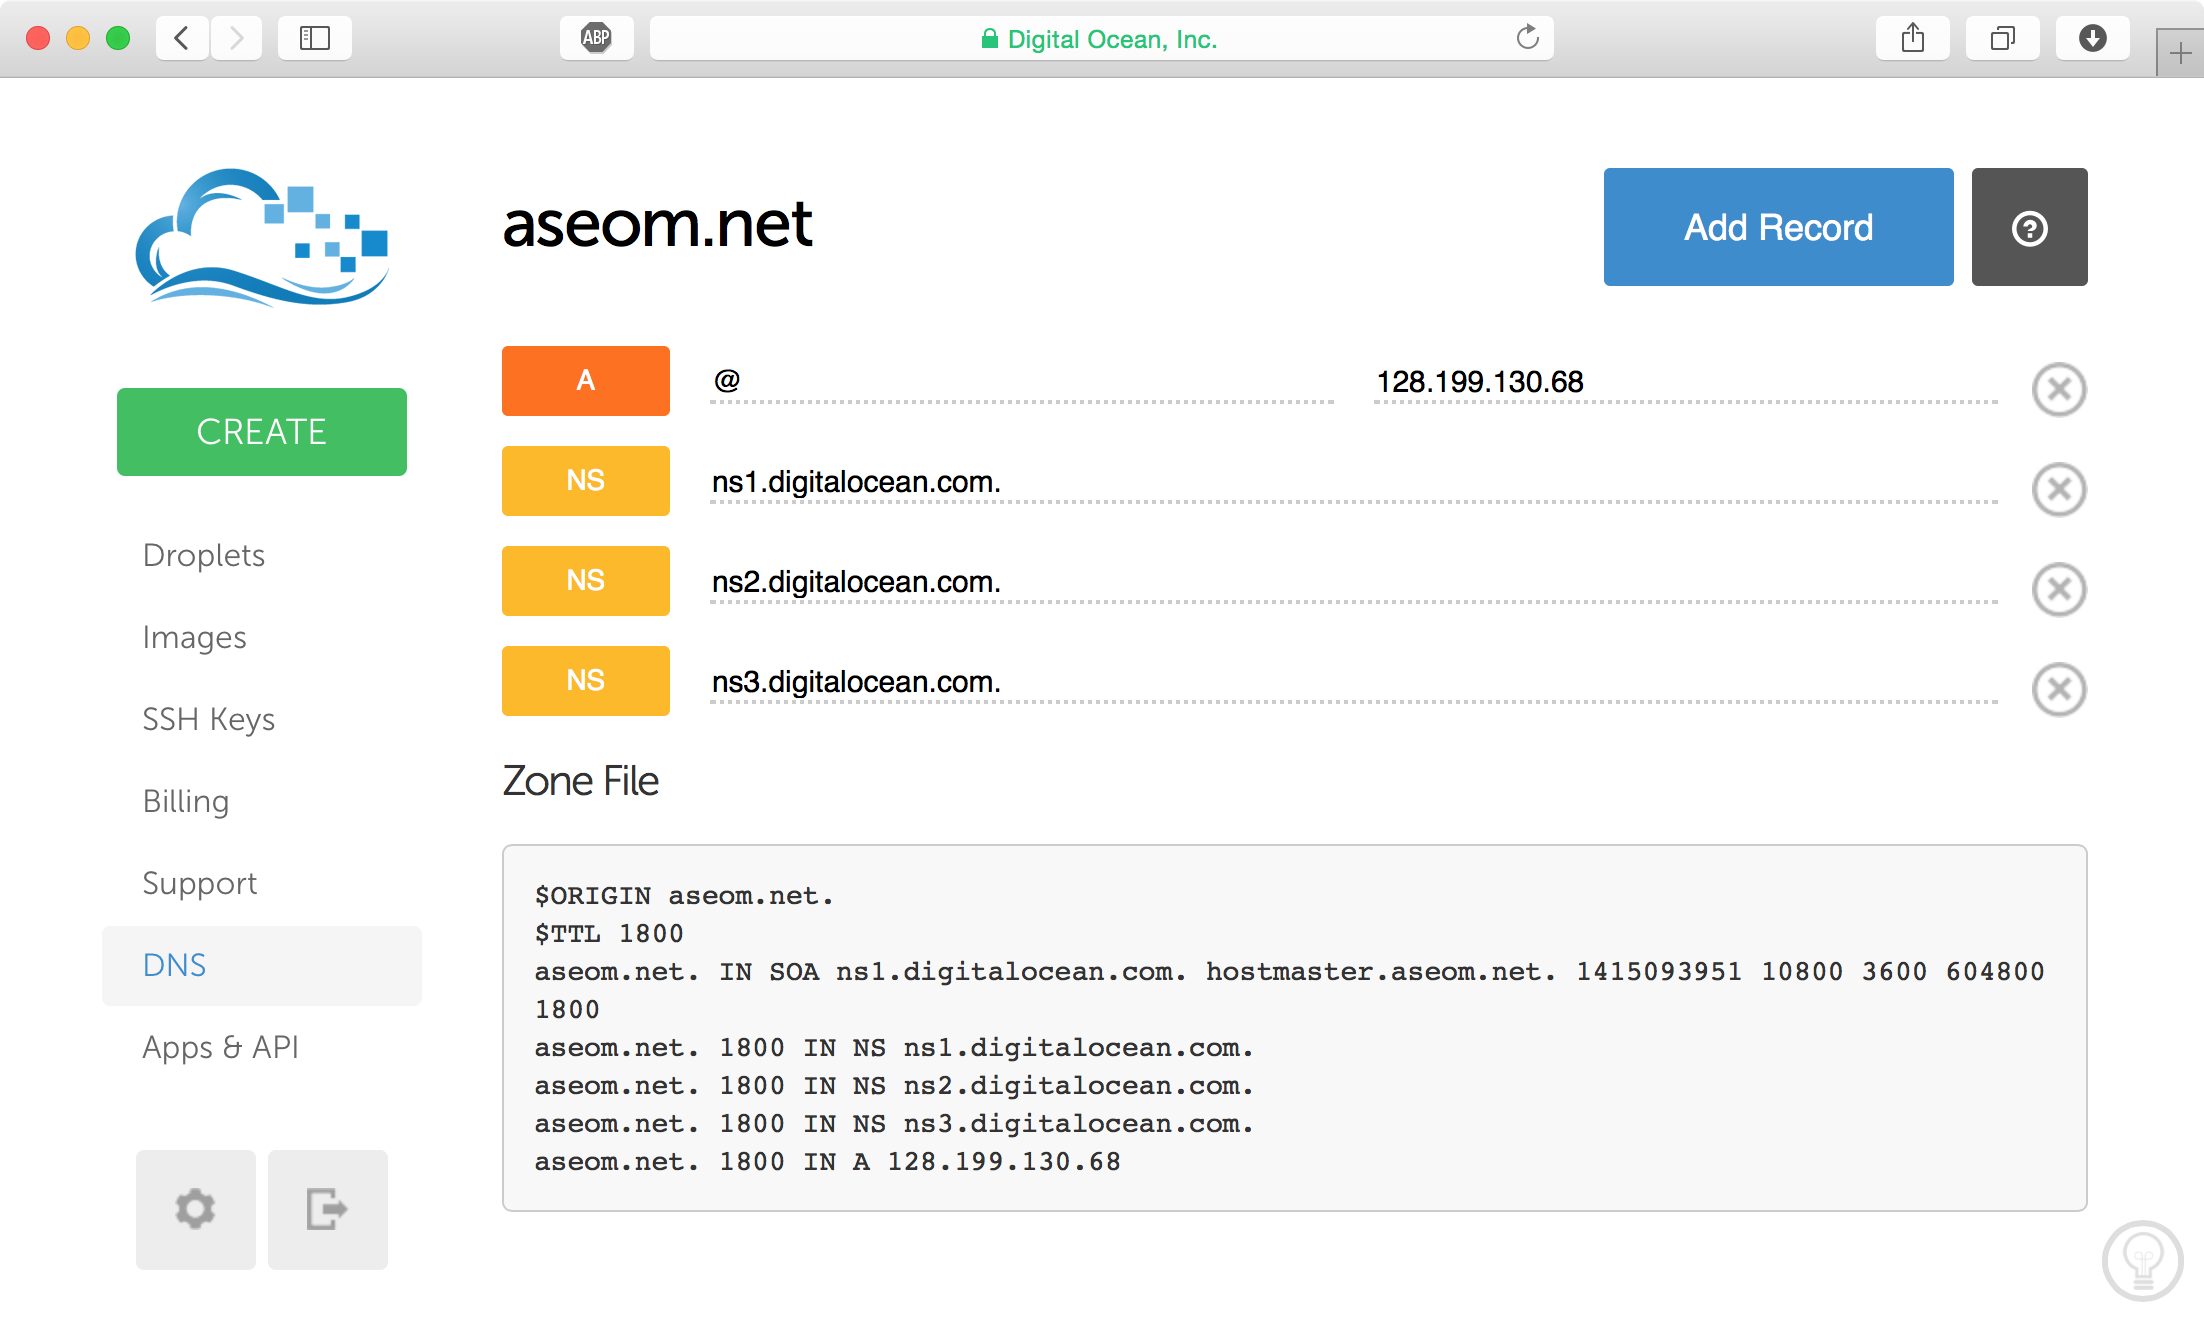 ABP
Digital Ocean, Inc.
aseom.net
Add Record
?
A @ 128.199.130.68
CREATE
NS ns1.digitalocean.com.
NS ns2.digitalocean.com.
NS ns3.digitalocean.com.
Droplets
Images
SSH Keys
Billing
Support
DNS
Apps & API
Zone File
$ORIGIN aseom.net.
$TTL 1800
aseom.net. IN SOA ns1.digitalocean.com. hostmaster.aseom.net. 1415093951 10800 3600 604800
1800
aseom.net. 1800 IN NS ns1.digitalocean.com.
aseom.net. 1800 IN NS ns2.digitalocean.com.
aseom.net. 1800 IN NS ns3.digitalocean.com.
aseom.net. 1800 IN A 128.199.130.68